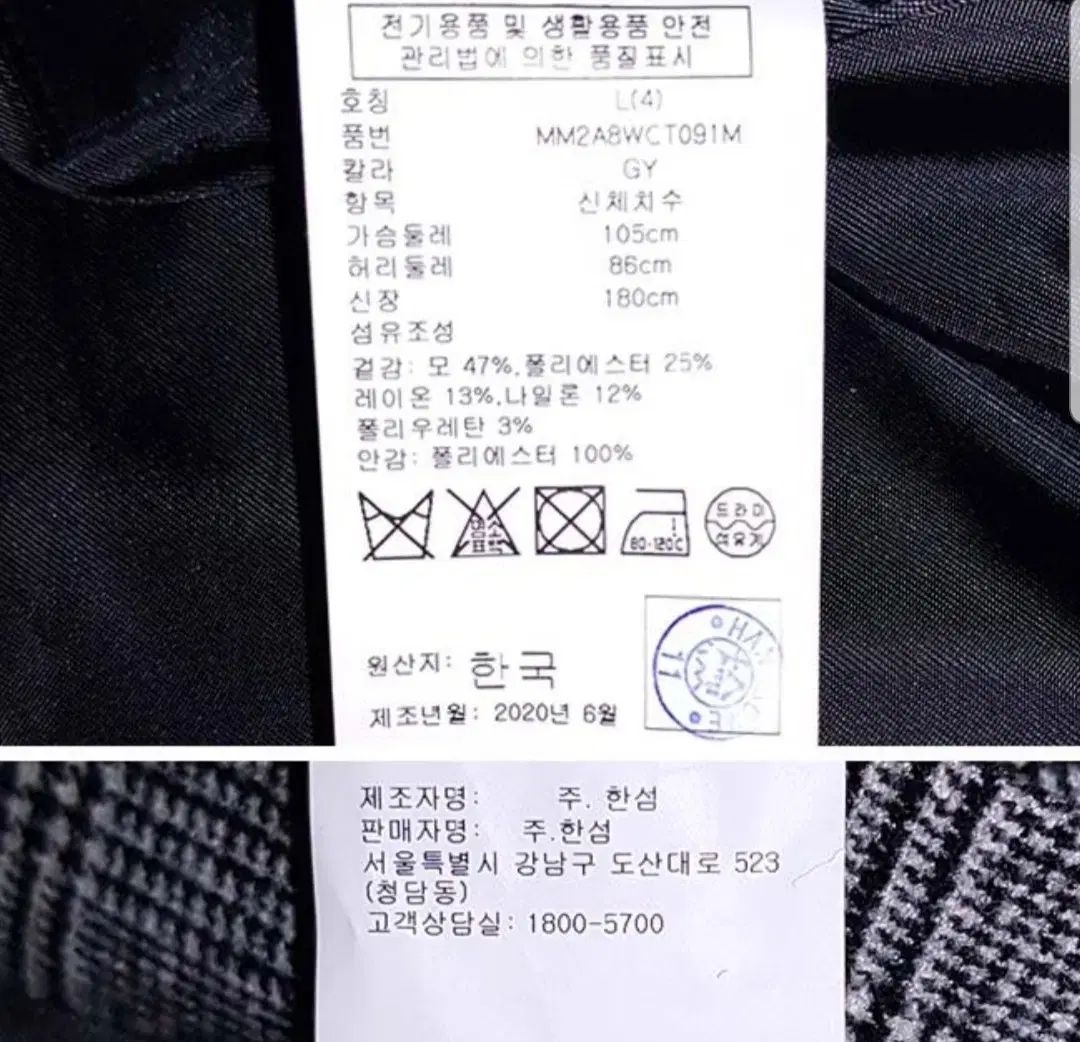 전기용품 및 생활용품 안전
관리법에 의한 품질표시
호칭 L(4)
품번 MM2A8WCT091M
칼라 GY
항목 신체치수
가슴둘레 105cm
허리둘레 86cm
신장 180cm
섬유조성
겉감: 모 47%,폴리에스터 25%
레이온 13%,나일론 12%
폴리우레탄 3%
안감: 폴리에스터 100%
염소
표백
80-120℃
드라이
석유계
원산지: 한국
11
제조년월: 2020년 6월
제조자명: 주. 한섬
판매자명: 주.한섬
서울특별시 강남구 도산대로 523
(청담동)
고객상담실: 1800-5700